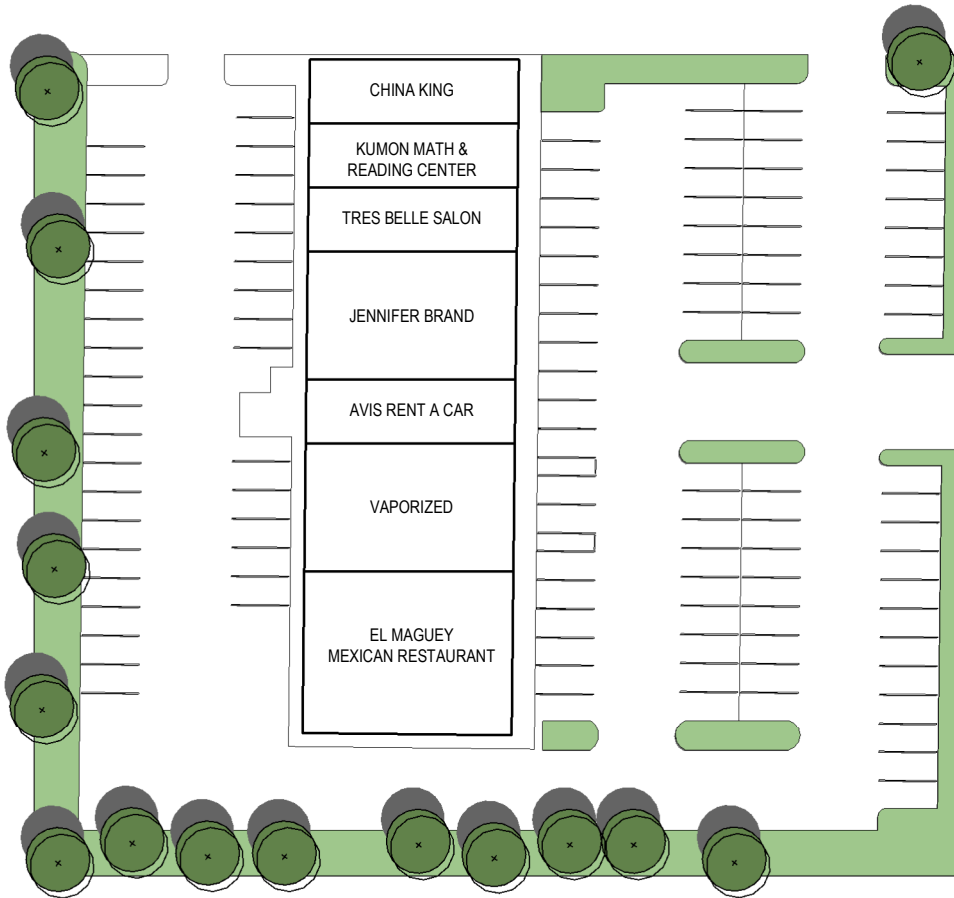 CHINA KING
KUMON MATH &
READING CENTER
TRES BELLE SALON
JENNIFER BRAND
AVIS RENT A CAR
VAPORIZED
EL MAGUEY
MEXICAN RESTAURANT